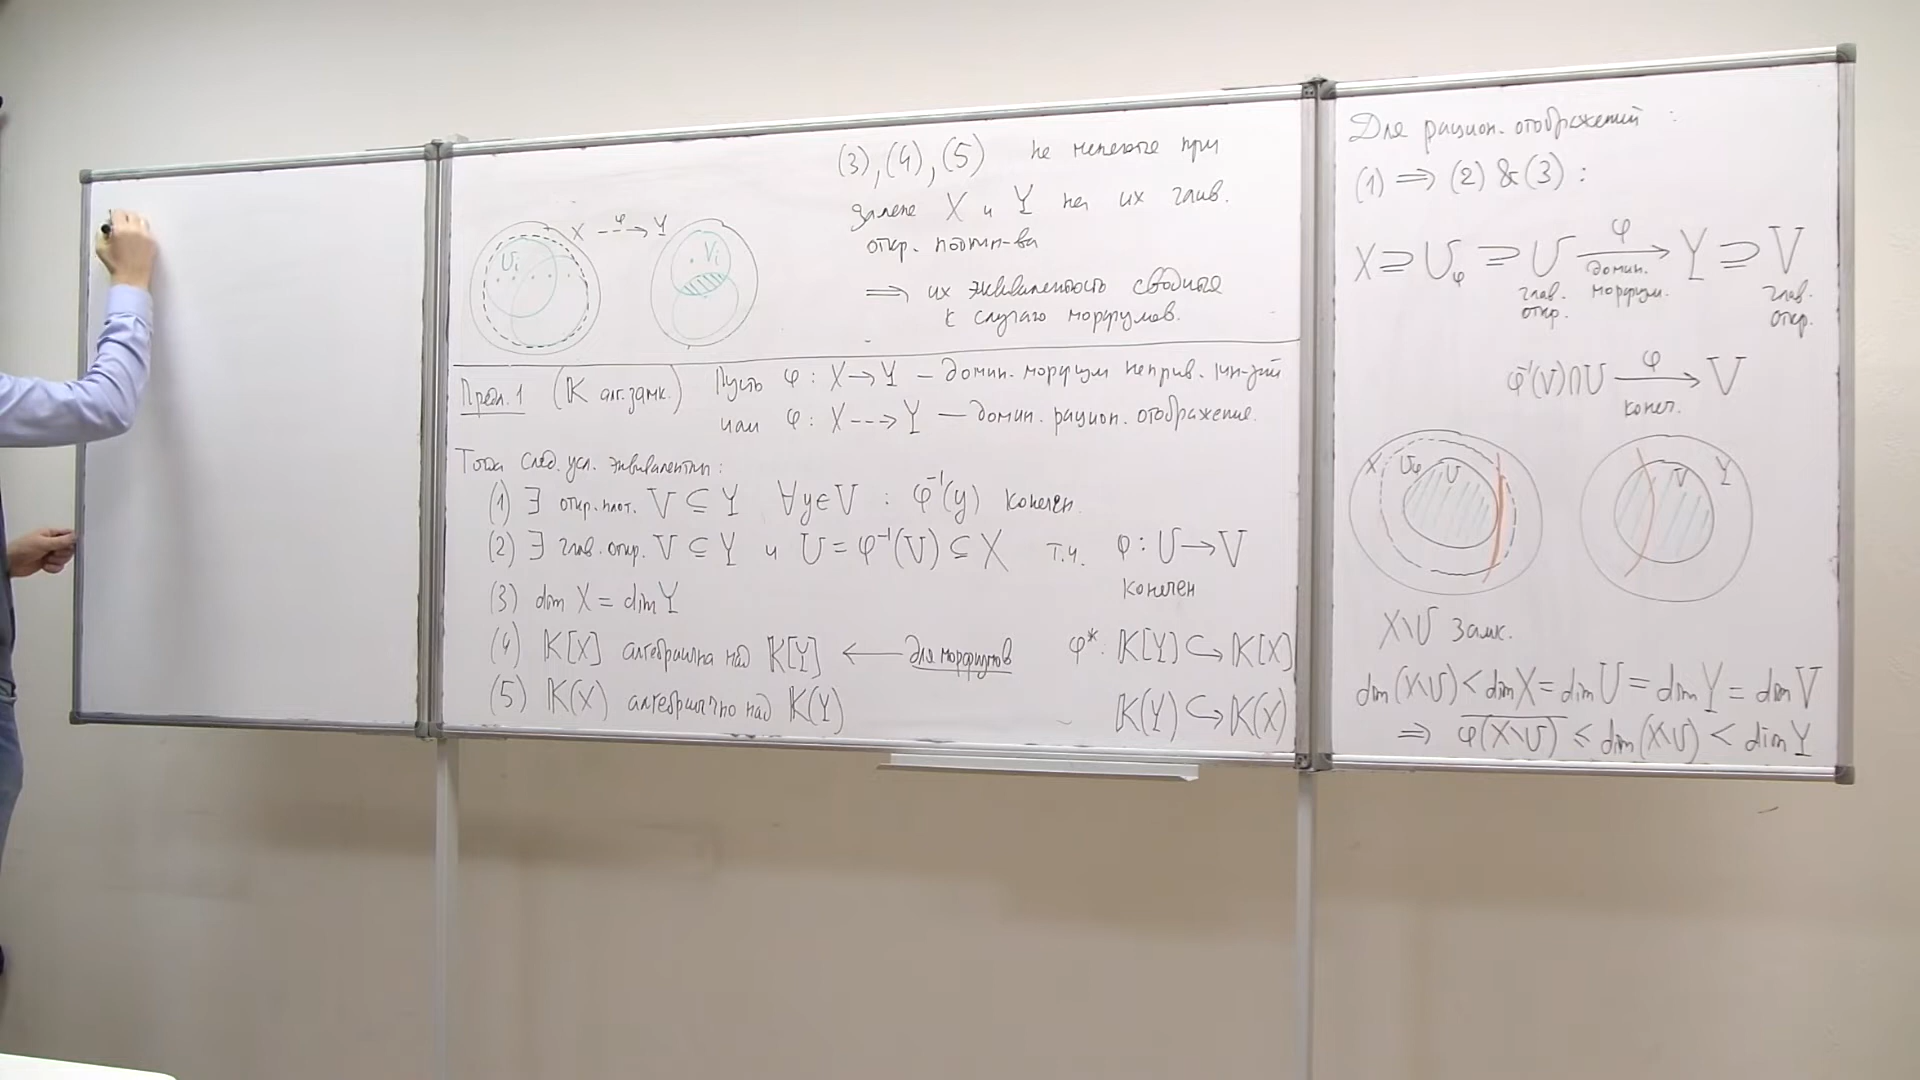 (3), (4), (5) не меняются при
замене X и Y на их глав.
откр. подмн-ва
⟹ их эквивалентность сводится
к случаю морфизмов.
X --φ--> Y
U_i
V_i
Предл. 1 (K алг. замк.) Пусть φ : X → Y — домин. морфизм неприв. мн-зий
или φ : X ---> Y — домин. рацион. отображение.
Тогда след. усл. эквивалентны:
(1) ∃ откр. плот. V ⊆ Y ∀y∈V : φ⁻¹(y) конечен.
(2) ∃ глав. откр. V ⊆ Y и U = φ⁻¹(V) ⊆ X т.ч. φ : U → V
конечен
(3) dim X = dim Y
(4) K[X] алгебраична над K[Y] ← для морфизмов φ* : K[Y] ↪ K[X]
(5) K(X) алгебраично над K(Y) K(Y) ↪ K(X)
Для рацион. отображений :
(1) ⟹ (2) & (3) :
X ⊇ U_φ ⊇ U —φ→ Y ⊇ V
домин. морфизм.
глав. откр.
глав. откр.
φ⁻¹(V)∩U —φ→ V
конеч.
X U_φ U
V Y
X\U замк.
dim(X\U) < dim X = dim U = dim Y = dim V
⟹ \overline{φ(X\U)} ≤ dim(X\U) < dim Y